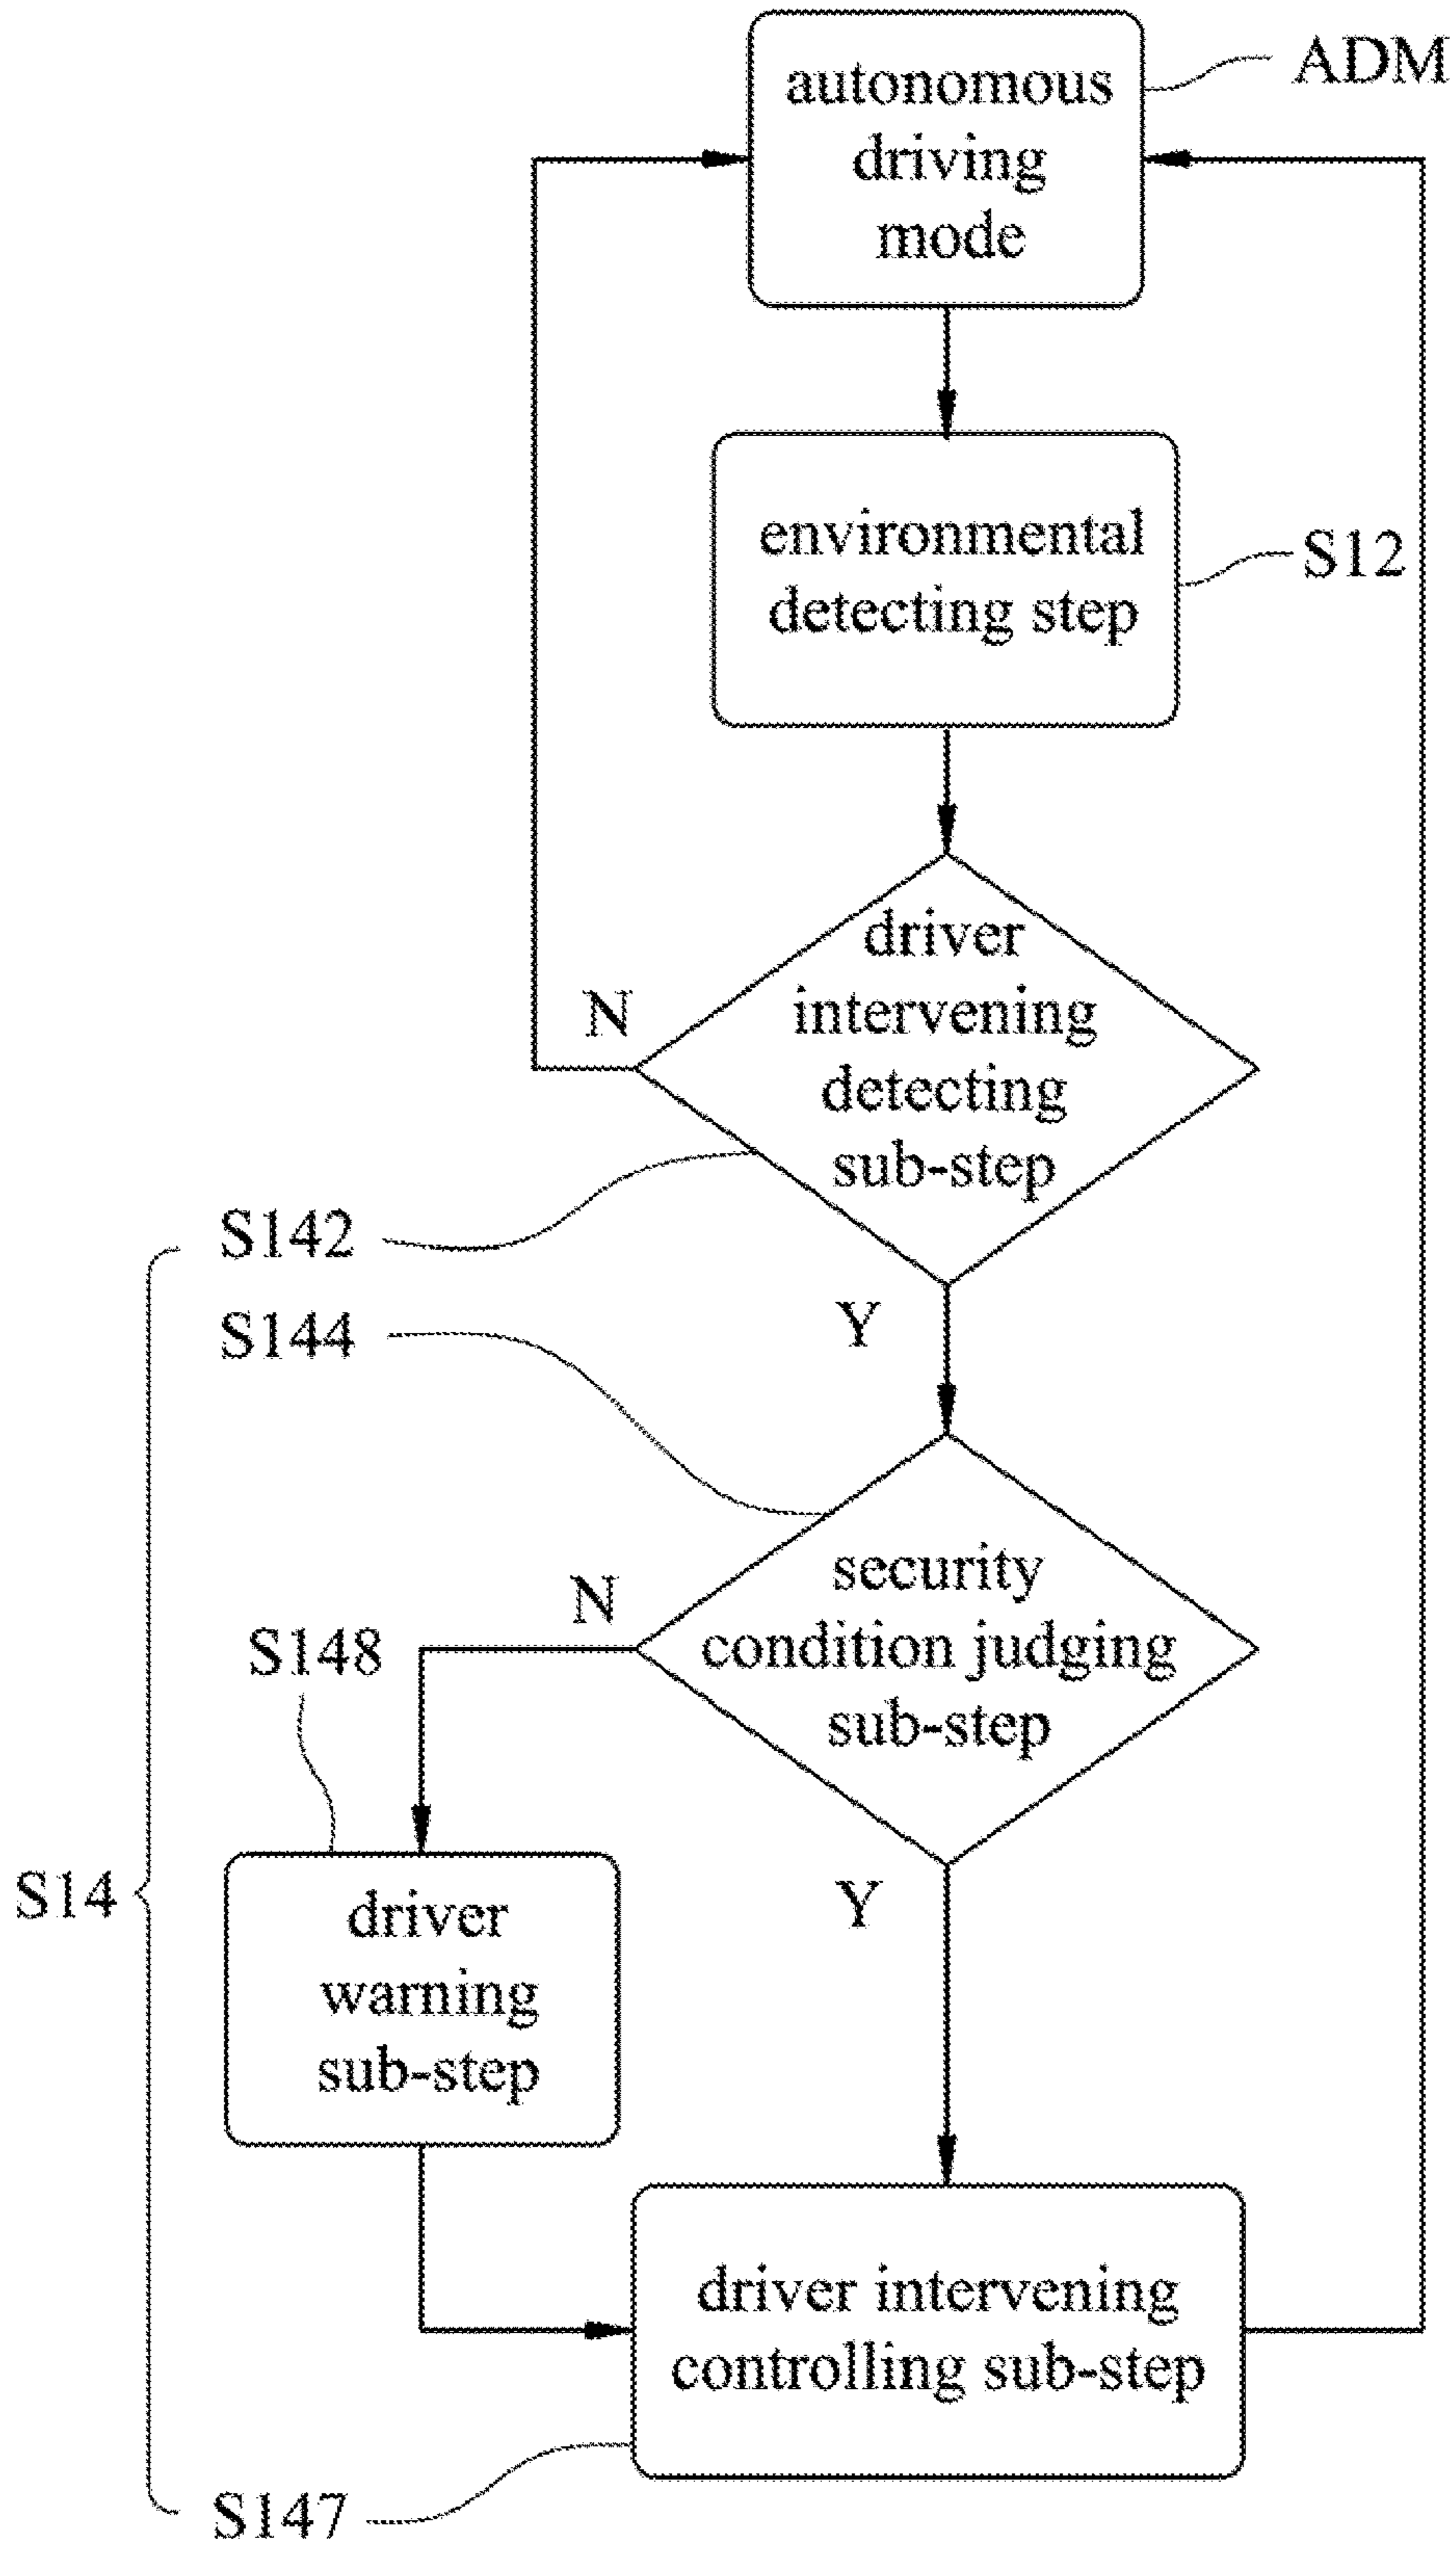 autonomous
driving
mode
ADM
environmental
detecting step
S12
driver
intervening
detecting
sub-step
N
S142
Y
S144
security
condition judging
sub-step
N
S148
Y
S14
driver
warning
sub-step
driver intervening
controlling sub-step
S147